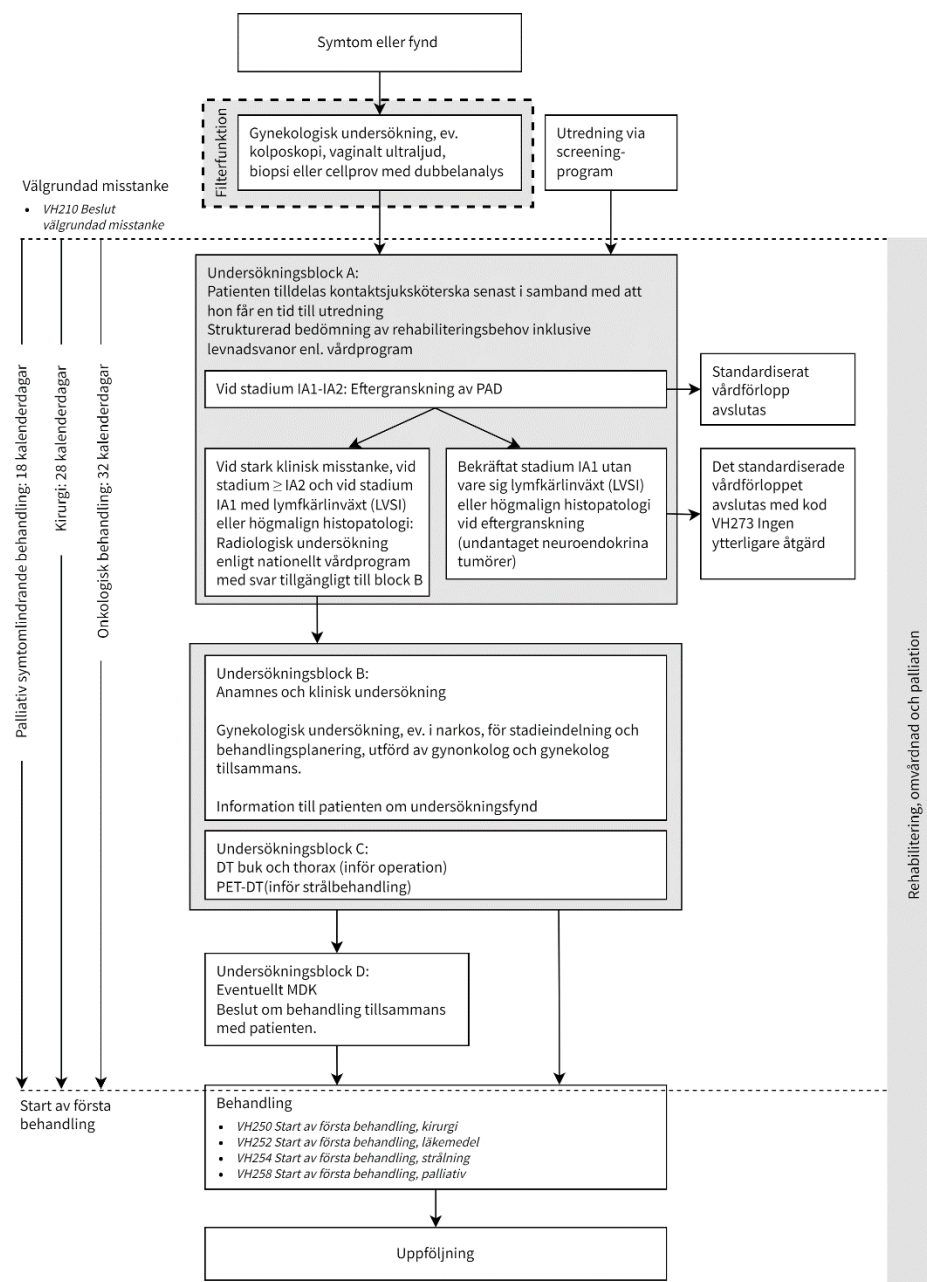 Symtom eller fynd
Filterfunktion
Gynekologisk undersökning, ev.
kolposkopi, vaginalt ultraljud,
biopsi eller cellprov med dubbelanalys
Utredning via
screening-
program
Välgrundad misstanke
• VH210 Beslut
välgrundad misstanke
Palliativ symtomlindrande behandling: 18 kalenderdagar
Kirurgi: 28 kalenderdagar
Onkologisk behandling: 32 kalenderdagar
Undersökningsblock A:
Patienten tilldelas kontaktsjuksköterska senast i samband med att
hon får en tid till utredning
Strukturerad bedömning av rehabiliteringsbehov inklusive
levnadsvanor enl. vårdprogram
Vid stadium IA1-IA2: Eftergranskning av PAD
Standardiserat
vårdförlopp
avslutas
Vid stark klinisk misstanke, vid
stadium ≥ IA2 och vid stadium
IA1 med lymfkärlinväxt (LVSI)
eller högmalign histopatologi:
Radiologisk undersökning
enligt nationellt vårdprogram
med svar tillgängligt till block B
Bekräftat stadium IA1 utan
vare sig lymfkärlinväxt (LVSI)
eller högmalign histopatologi
vid eftergranskning
(undantaget neuroendokrina
tumörer)
Det standardiserade
vårdförloppet
avslutas med kod
VH273 Ingen
ytterligare åtgärd
Undersökningsblock B:
Anamnes och klinisk undersökning
Gynekologisk undersökning, ev. i narkos, för stadieindelning och
behandlingsplanering, utförd av gynonkolog och gynekolog
tillsammans.
Information till patienten om undersökningsfynd
Undersökningsblock C:
DT buk och thorax (inför operation)
PET-DT(inför strålbehandling)
Rehabilitering, omvårdnad och palliation
Undersökningsblock D:
Eventuellt MDK
Beslut om behandling tillsammans
med patienten.
Start av första
behandling
Behandling
• VH250 Start av första behandling, kirurgi
• VH252 Start av första behandling, läkemedel
• VH254 Start av första behandling, strålning
• VH258 Start av första behandling, palliativ
Uppföljning